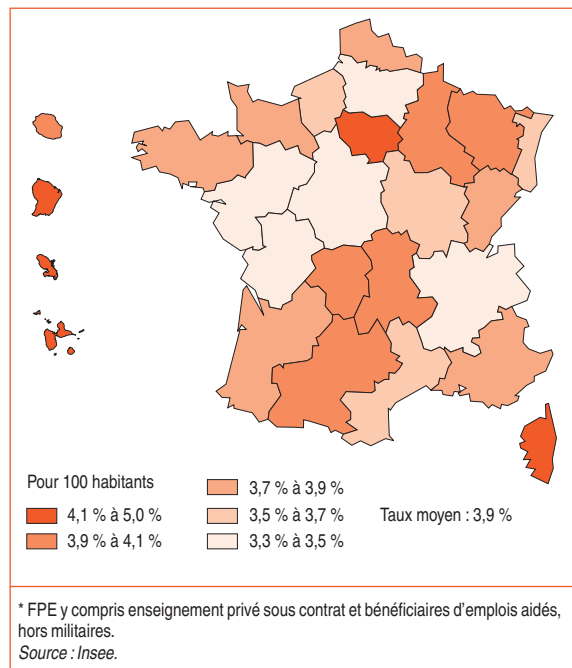 Pour 100 habitants
4,1 % à 5,0 %
3,9 % à 4,1 %
3,7 % à 3,9 %
3,5 % à 3,7 %
3,3 % à 3,5 %
Taux moyen : 3,9 %
* FPE y compris enseignement privé sous contrat et bénéficiaires d'emplois aidés,
hors militaires.
Source : Insee.